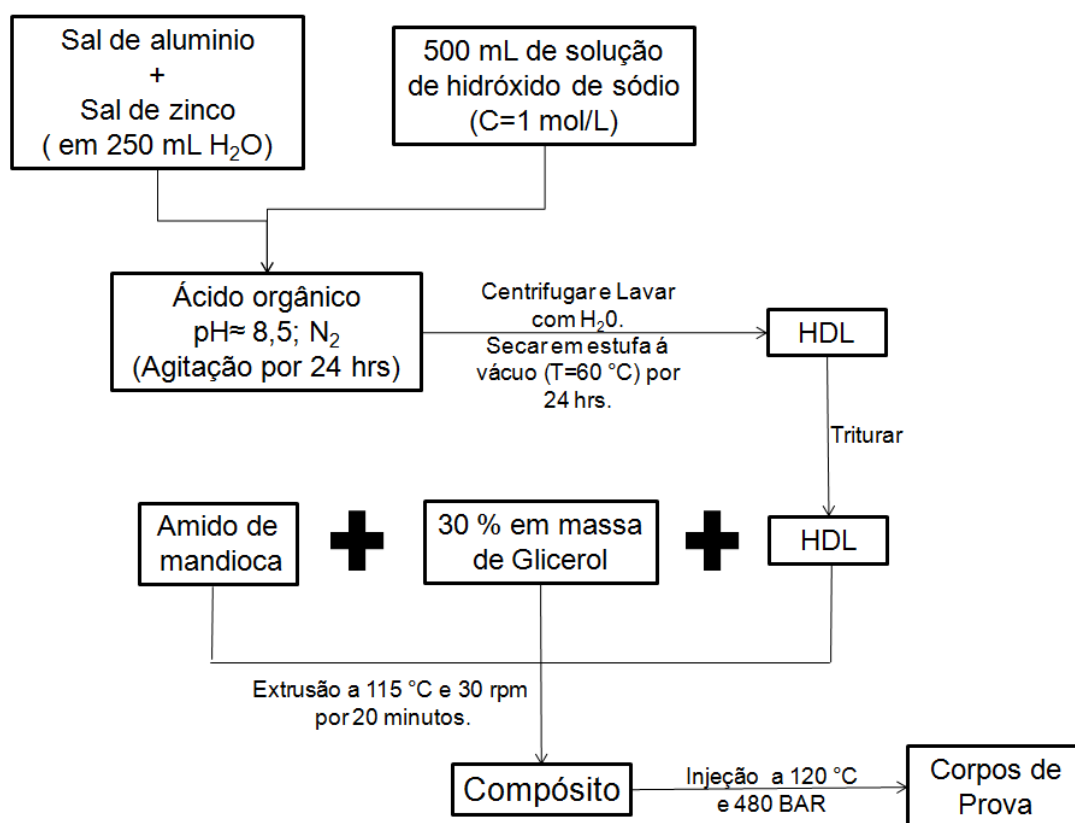 Sal de aluminio
+
Sal de zinco
( em 250 mL H₂O)
500 mL de solução
de hidróxido de sódio
(C=1 mol/L)
Ácido orgânico
pH≈ 8,5; N₂
(Agitação por 24 hrs)
Centrifugar e Lavar
com H₂0.
Secar em estufa á
vácuo (T=60 °C) por
24 hrs.
HDL
Triturar
Amido de
mandioca
30 % em massa
de Glicerol
HDL
Extrusão a 115 °C e 30 rpm
por 20 minutos.
Compósito
Injeção a 120 °C
e 480 BAR
Corpos de
Prova